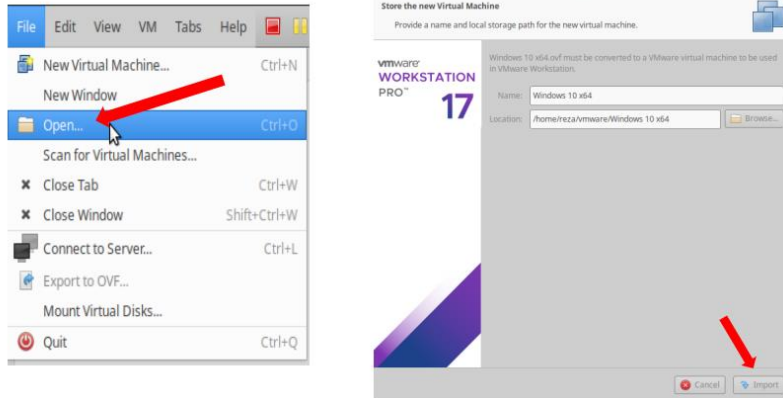 File Edit View VM Tabs Help
New Virtual Machine... Ctrl+N
New Window
Open... Ctrl+O
Scan for Virtual Machines...
Close Tab Ctrl+W
Close Window Shift+Ctrl+W
Connect to Server... Ctrl+L
Export to OVF...
Mount Virtual Disks...
Quit Ctrl+Q
Store the new Virtual Machine
Provide a name and local storage path for the new virtual machine.
vmware
WORKSTATION
PRO™
17
Windows 10 x64.ovf must be converted to a VMware virtual machine to be used
in VMware Workstation.
Name: Windows 10 x64
Location: /home/reza/vmware/Windows 10 x64 Browse...
Cancel Import